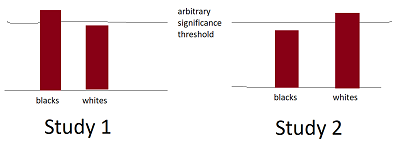 arbitrary
significance
threshold
blacks whites
blacks whites
Study 1
Study 2